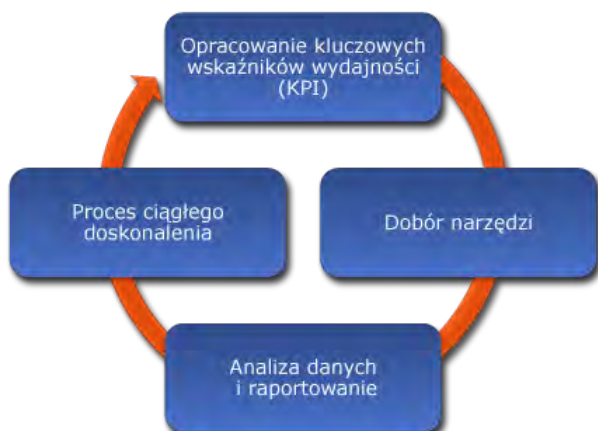 Opracowanie kluczowych
wskaźników wydajności
(KPI)
Proces ciągłego
doskonalenia
Dobór narzędzi
Analiza danych
i raportowanie